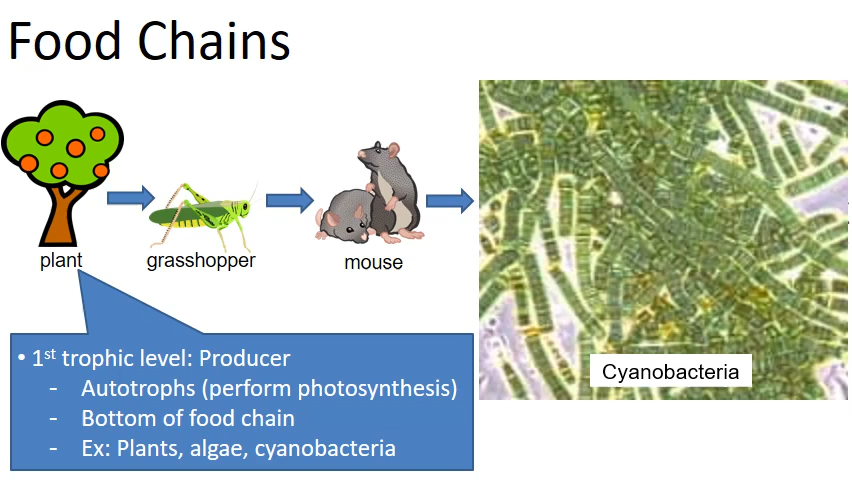 Food Chains
plant
grasshopper
mouse
• 1st trophic level: Producer
- Autotrophs (perform photosynthesis)
- Bottom of food chain
- Ex: Plants, algae, cyanobacteria
Cyanobacteria